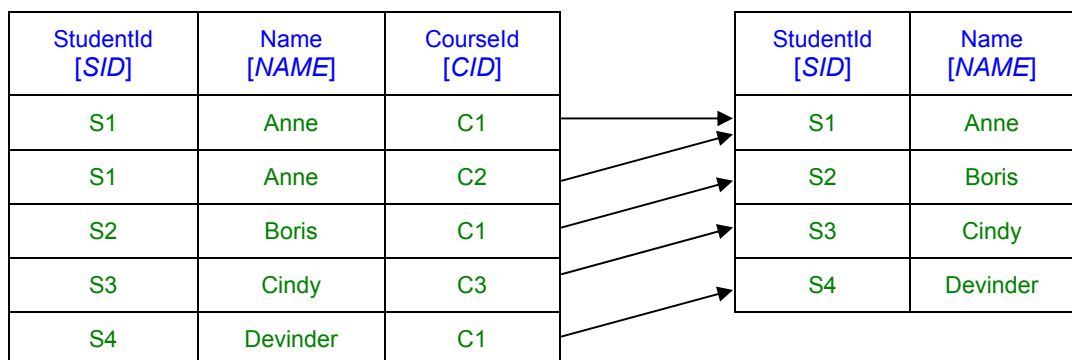 StudentId Name CourseId StudentId Name
[SID] [NAME] [CID] [SID] [NAME]
S1 Anne C1 S1 Anne
S1 Anne C2 S2 Boris
S2 Boris C1 S3 Cindy
S3 Cindy C3 S4 Devinder
S4 Devinder C1